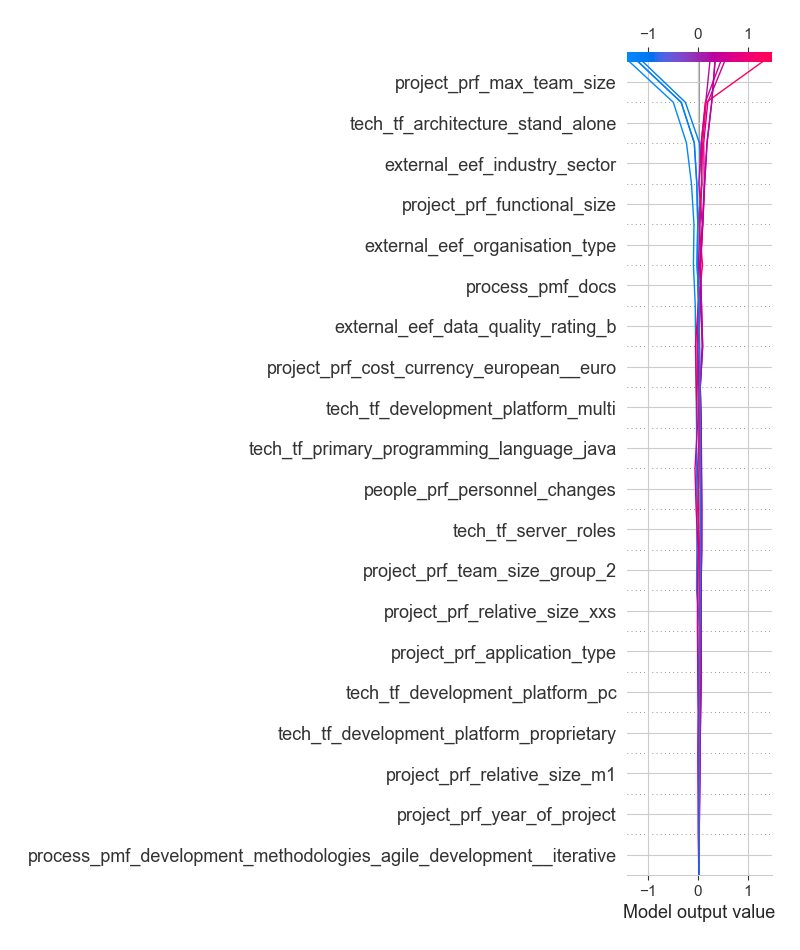 −1 0 1
project_prf_max_team_size
tech_tf_architecture_stand_alone
external_eef_industry_sector
project_prf_functional_size
external_eef_organisation_type
process_pmf_docs
external_eef_data_quality_rating_b
project_prf_cost_currency_european__euro
tech_tf_development_platform_multi
tech_tf_primary_programming_language_java
people_prf_personnel_changes
tech_tf_server_roles
project_prf_team_size_group_2
project_prf_relative_size_xxs
project_prf_application_type
tech_tf_development_platform_pc
tech_tf_development_platform_proprietary
project_prf_relative_size_m1
project_prf_year_of_project
process_pmf_development_methodologies_agile_development__iterative
−1 0 1
Model output value